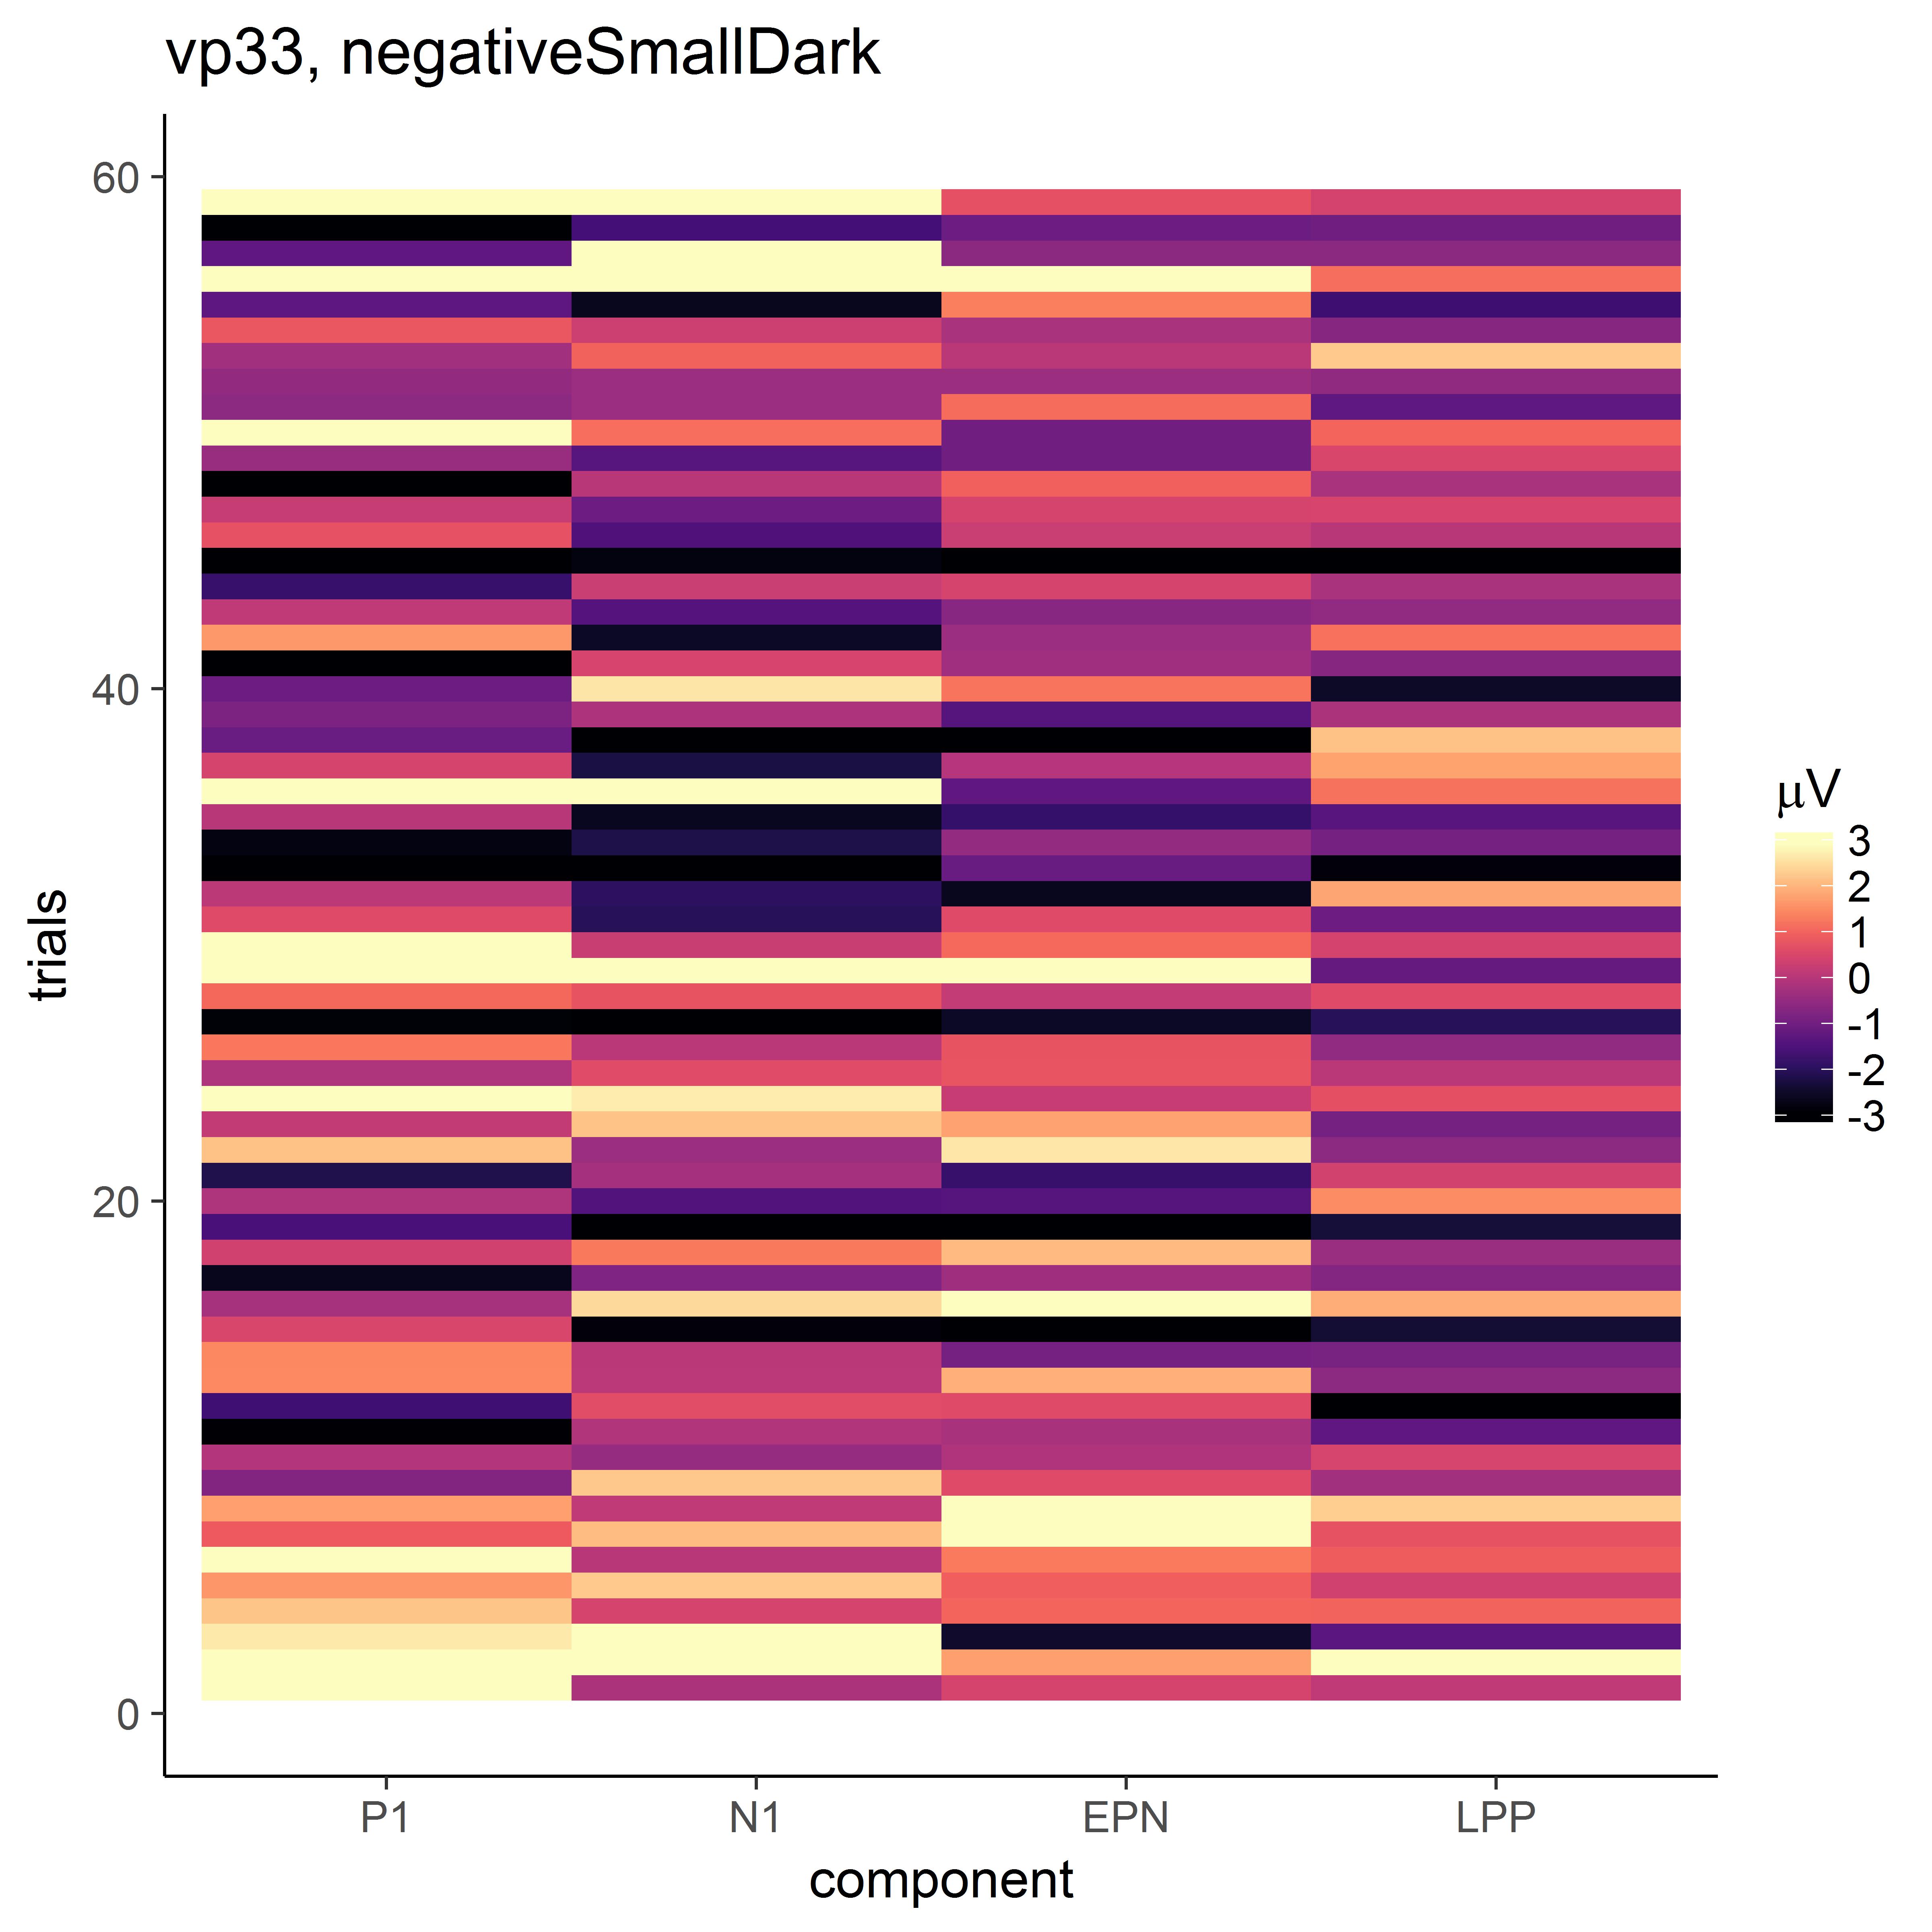 vp33, negativeSmallDark
60
40
20
0
trials
P1 N1 EPN LPP
component
μV
3
2
1
0
-1
-2
-3